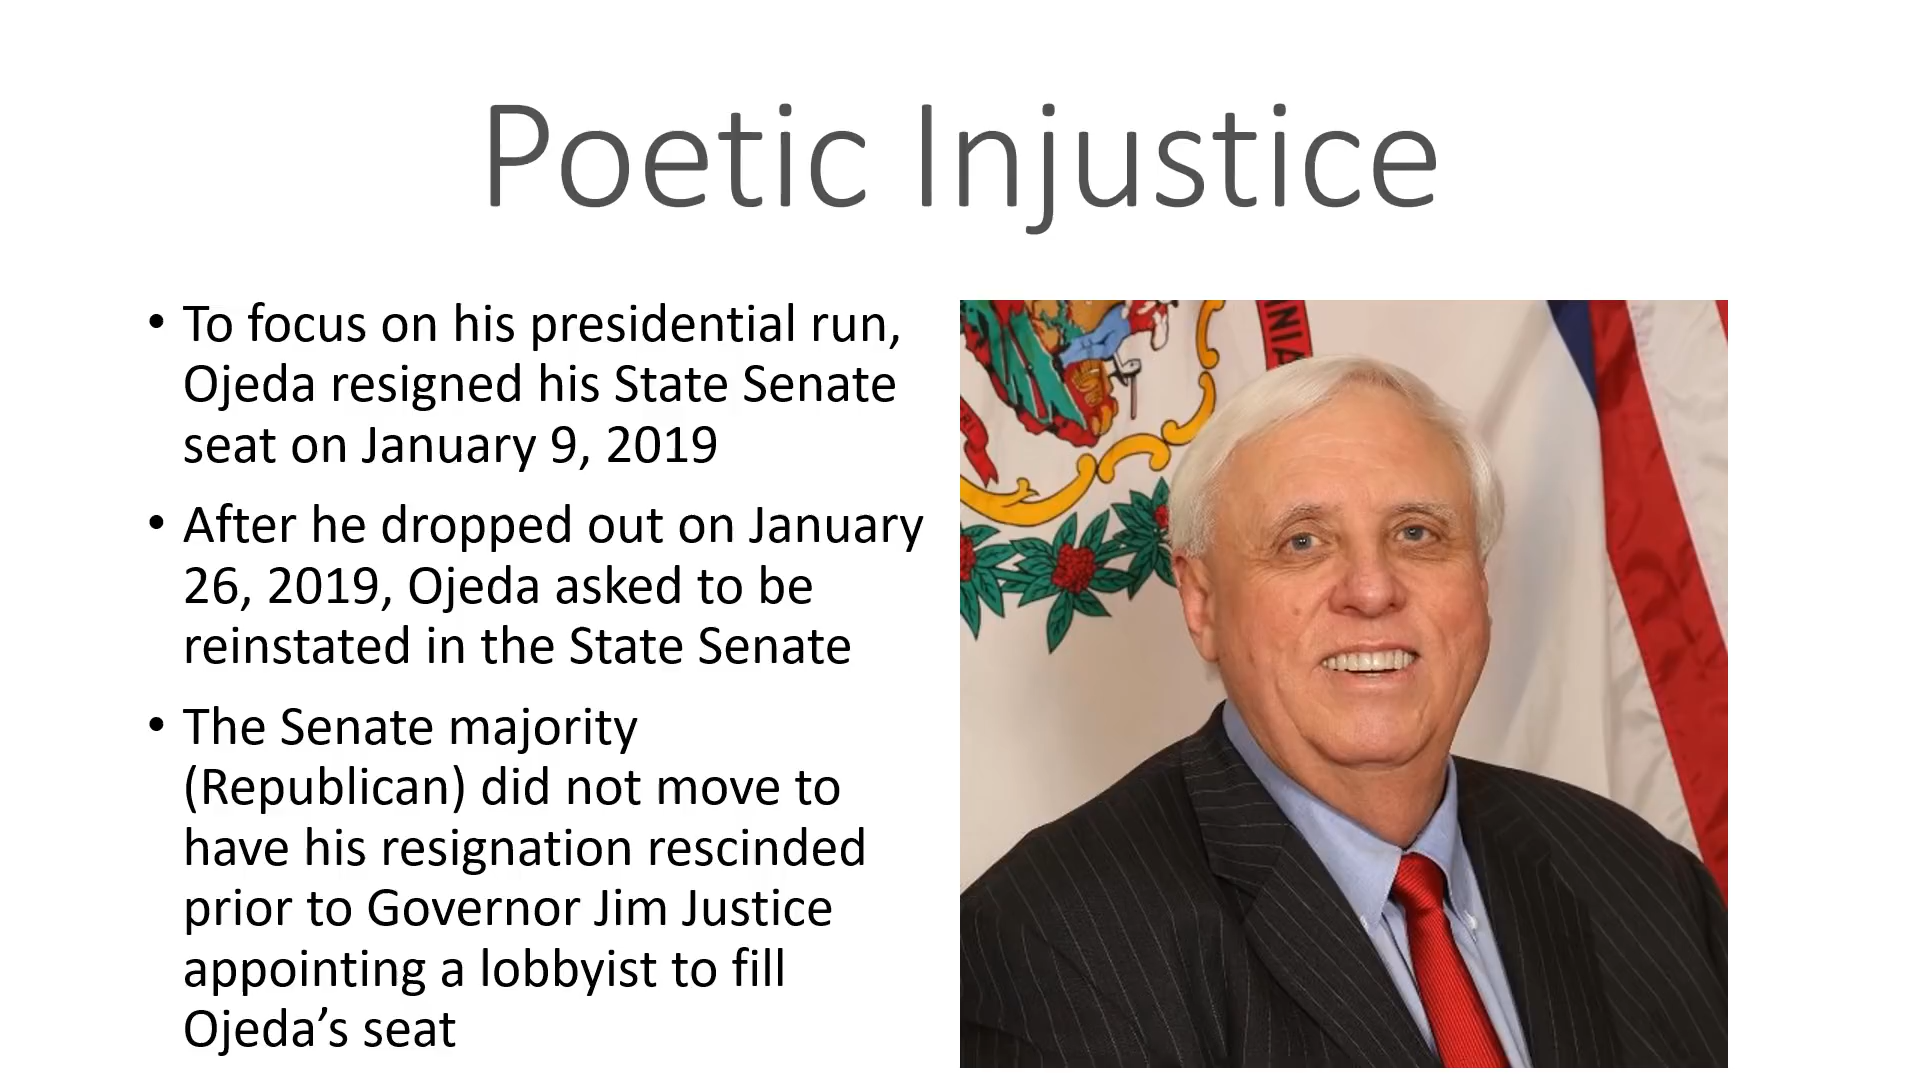 Poetic Injustice
• To focus on his presidential run,
Ojeda resigned his State Senate
seat on January 9, 2019
• After he dropped out on January
26, 2019, Ojeda asked to be
reinstated in the State Senate
• The Senate majority
(Republican) did not move to
have his resignation rescinded
prior to Governor Jim Justice
appointing a lobbyist to fill
Ojeda’s seat
NIA